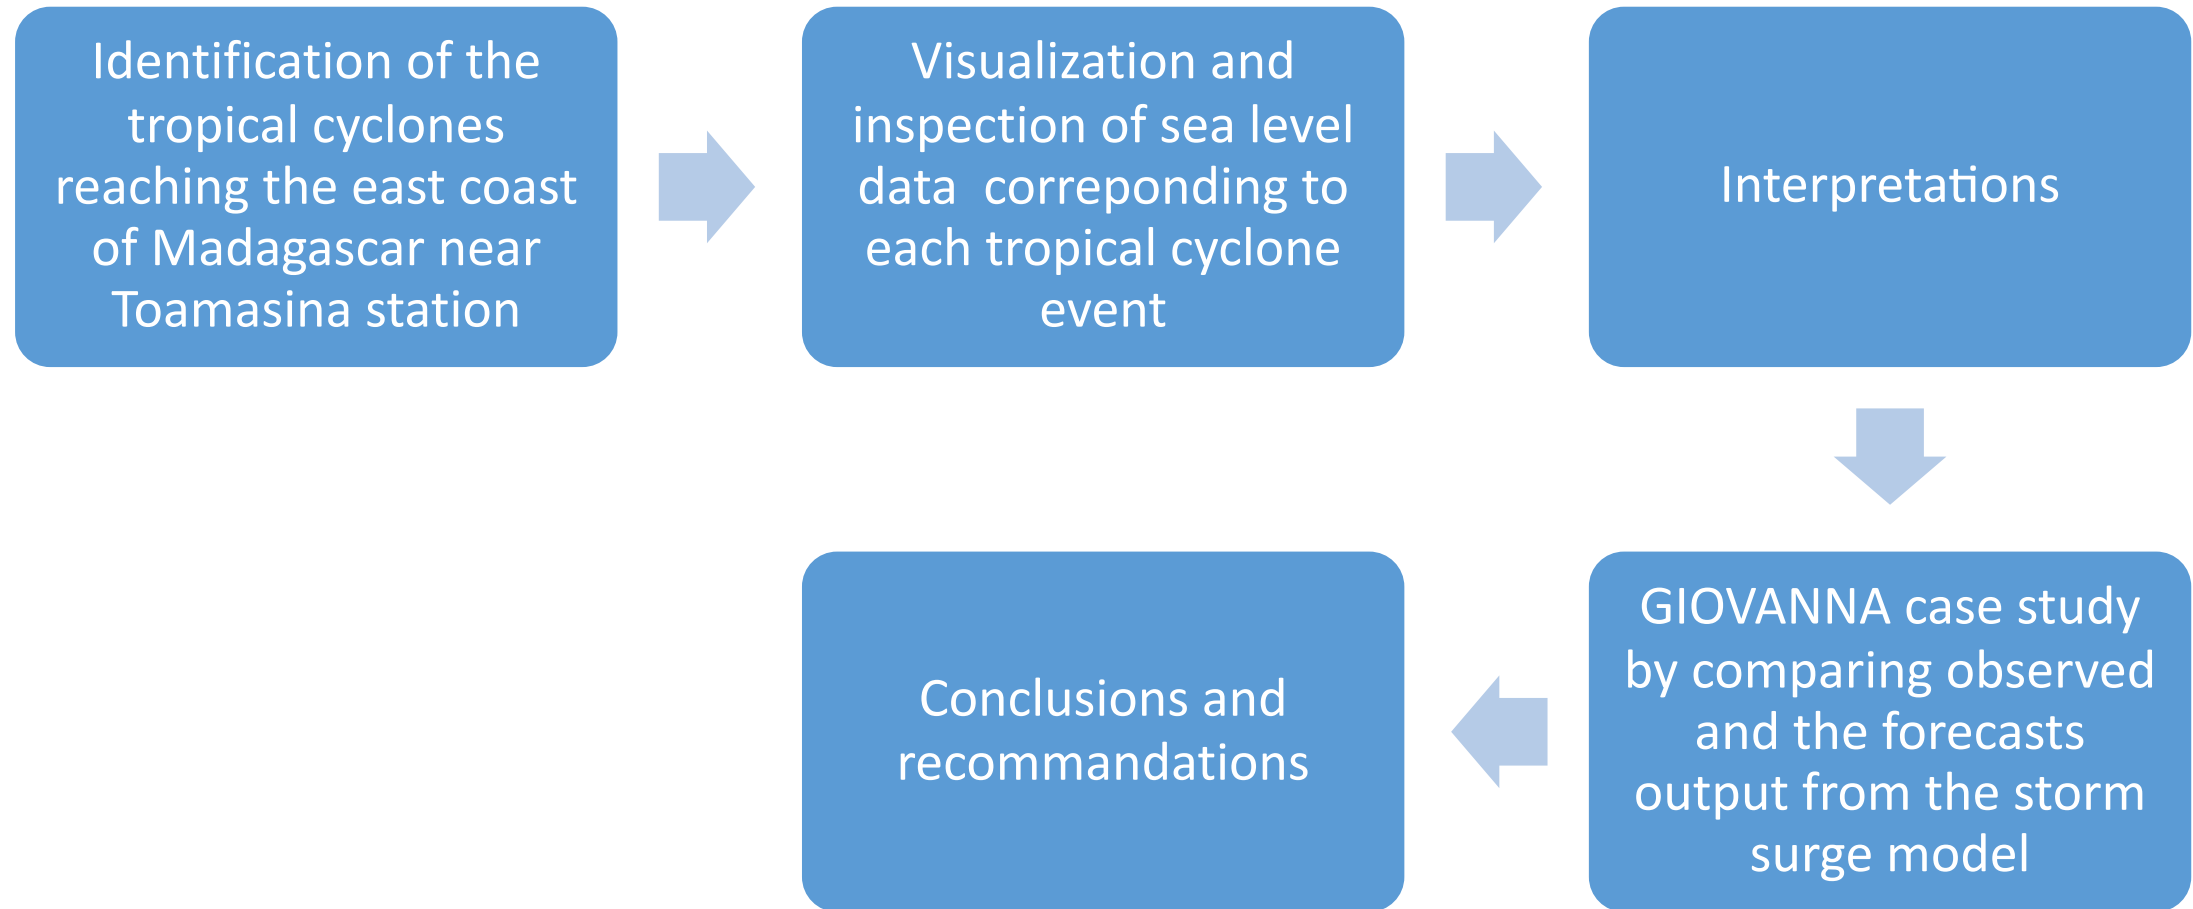 Identification of the
tropical cyclones
reaching the east coast
of Madagascar near
Toamasina station
Visualization and
inspection of sea level
data  correponding to
each tropical cyclone
event
Interpretations
GIOVANNA case study
by comparing observed
and the forecasts
output from the storm
surge model
Conclusions and
recommandations